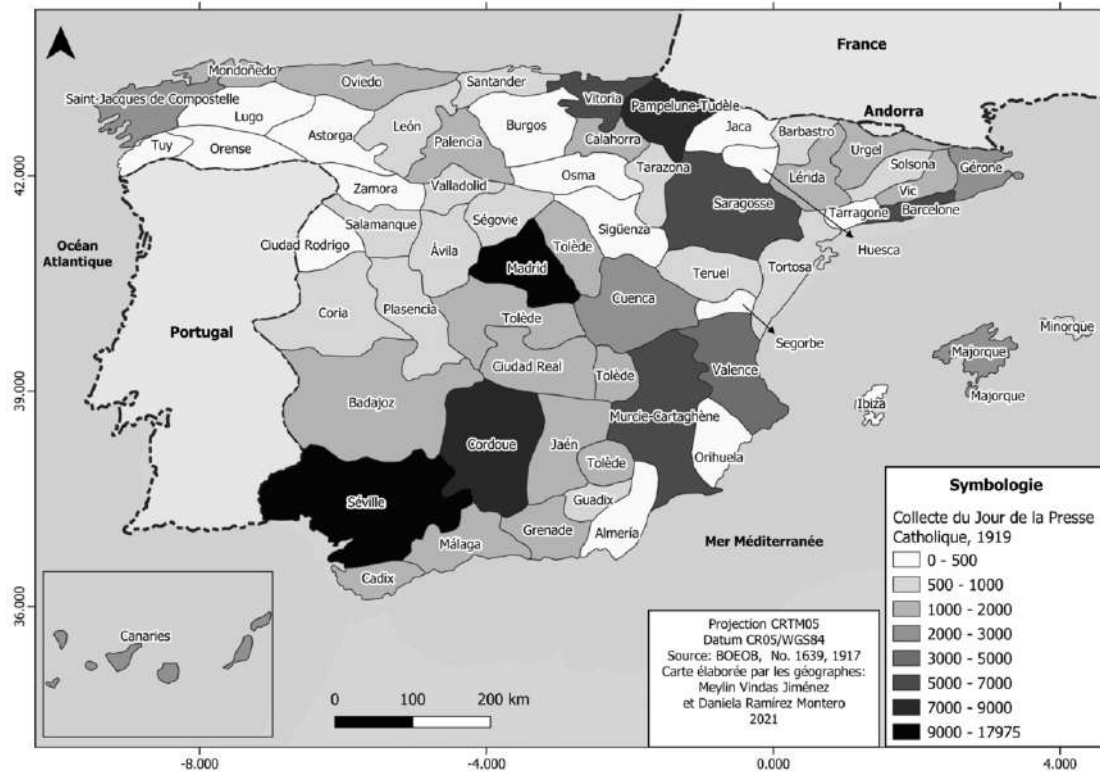 France
Andorra
Mondoñedo
Oviedo
Santander
Saint-Jacques de Compostelle
Vitoria
Pampelune-Tudèle
Lugo
León
Astorga
Palencia
Burgos
Calahorra
Jaca
Barbastro
Urgel
Solsona
Gérone
Tuy
Orense
42.000
Zamora
Valladolid
Osma
Tarazona
Lérida
Vic
Saragosse
Tarragone
Barcelone
Salamanque
Ségovie
Sigüenza
Huesca
Océan
Atlantique
Ciudad Rodrigo
Ávila
Madrid
Tolède
Teruel
Tortosa
Coria
Plasencia
Cuenca
Portugal
Tolède
Segorbe
Minorque
Majorque
Ciudad Real
Tolède
Valence
39.000
Badajoz
Majorque
Ibiza
Murcie-Cartaghène
Cordoue
Jaén
Orihuela
Tolède
Séville
Guadix
Grenade
Almería
Málaga
Mer Méditerranée
Cadix
36.000
Canaries
0
100
200 km
Projection CRTM05
Datum CR05/WGS84
Source: BOEOB, No. 1639, 1917
Carte élaborée par les géographes:
Meylin Vindas Jiménez
et Daniela Ramírez Montero
2021
Symbologie
Collecte du Jour de la Presse
Catholique, 1919
0 - 500
500 - 1000
1000 - 2000
2000 - 3000
3000 - 5000
5000 - 7000
7000 - 9000
9000 - 17975
-8.000
-4.000
0.000
4.000